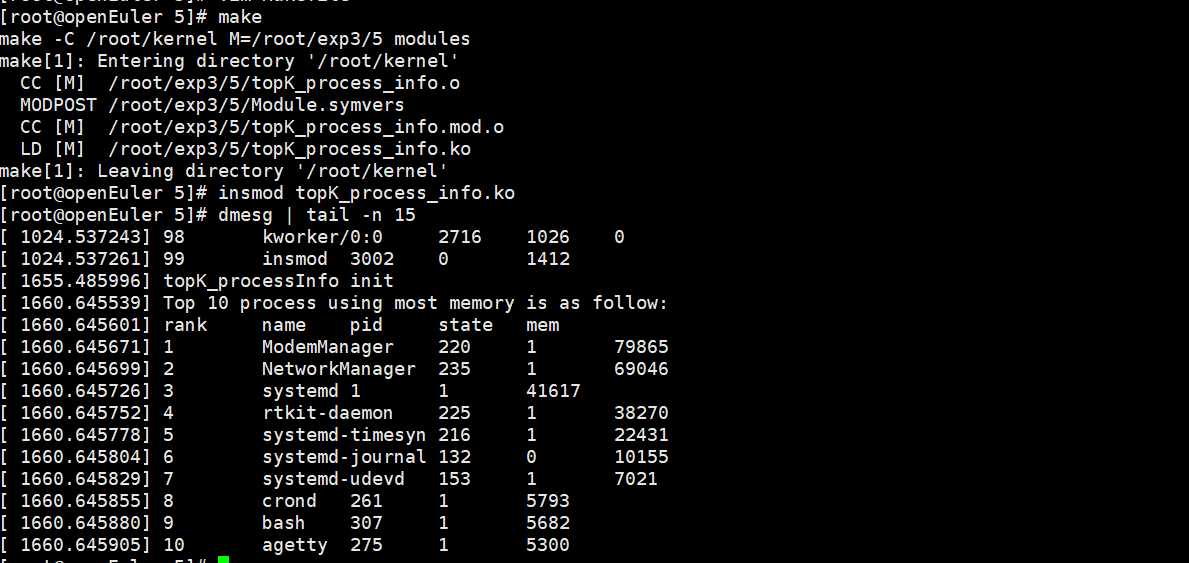 [root@openEuler 5]# make
make -C /root/kernel M=/root/exp3/5 modules
make[1]: Entering directory '/root/kernel'
  CC [M]  /root/exp3/5/topK_process_info.o
  MODPOST /root/exp3/5/Module.symvers
  CC [M]  /root/exp3/5/topK_process_info.mod.o
  LD [M]  /root/exp3/5/topK_process_info.ko
make[1]: Leaving directory '/root/kernel'
[root@openEuler 5]# insmod topK_process_info.ko
[root@openEuler 5]# dmesg | tail -n 15
[ 1024.537243] 98       kworker/0:0     2716    1026    0
[ 1024.537261] 99       insmod  3002    0       1412
[ 1655.485996] topK_processInfo init
[ 1660.645539] Top 10 process using most memory is as follow:
[ 1660.645601] rank     name    pid     state   mem
[ 1660.645671] 1        ModemManager    220     1       79865
[ 1660.645699] 2        NetworkManager  235     1       69046
[ 1660.645726] 3        systemd 1       1       41617
[ 1660.645752] 4        rtkit-daemon    225     1       38270
[ 1660.645778] 5        systemd-timesyn 216     1       22431
[ 1660.645804] 6        systemd-journal 132     0       10155
[ 1660.645829] 7        systemd-udevd   153     1       7021
[ 1660.645855] 8        crond   261     1       5793
[ 1660.645880] 9        bash    307     1       5682
[ 1660.645905] 10       agetty  275     1       5300